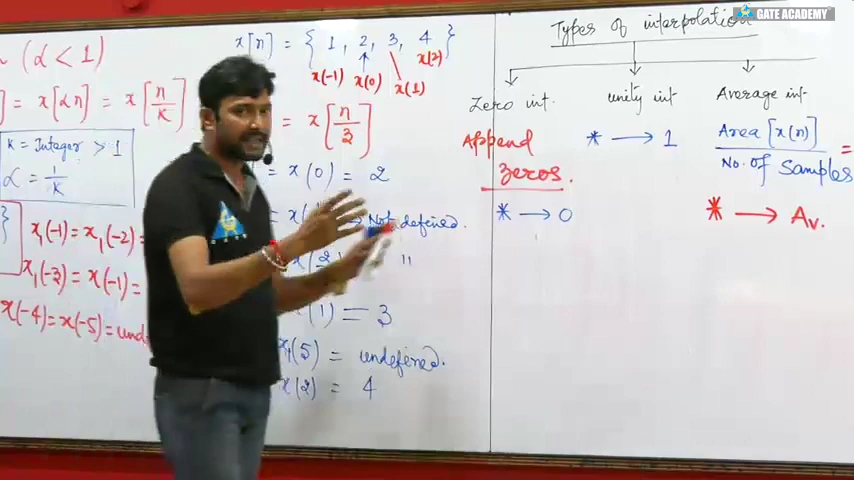 (α < 1)
= x[αn] = x[n/K]
K = Integer > 1
α = 1/K
x₁(-1) = x₁(-2) =
x₁(-3) = x(-1) =
x(-4) = x(-5) = und
x[n] = { 1, 2, 3, 4 }
x(-1) x(0) x(1) x(2)
= x[n/3]
= x(0) = 2
Not defined.
x(2) "
x(1) = 3
x₁(5) = undefined.
x(2) = 4
Types of interpolation
Zero int.
Append
zeros.
* → 0
unity int
* → 1
Average int
Area [x(n)]
No. of Samples =
* → Av.
GATE ACADEMY